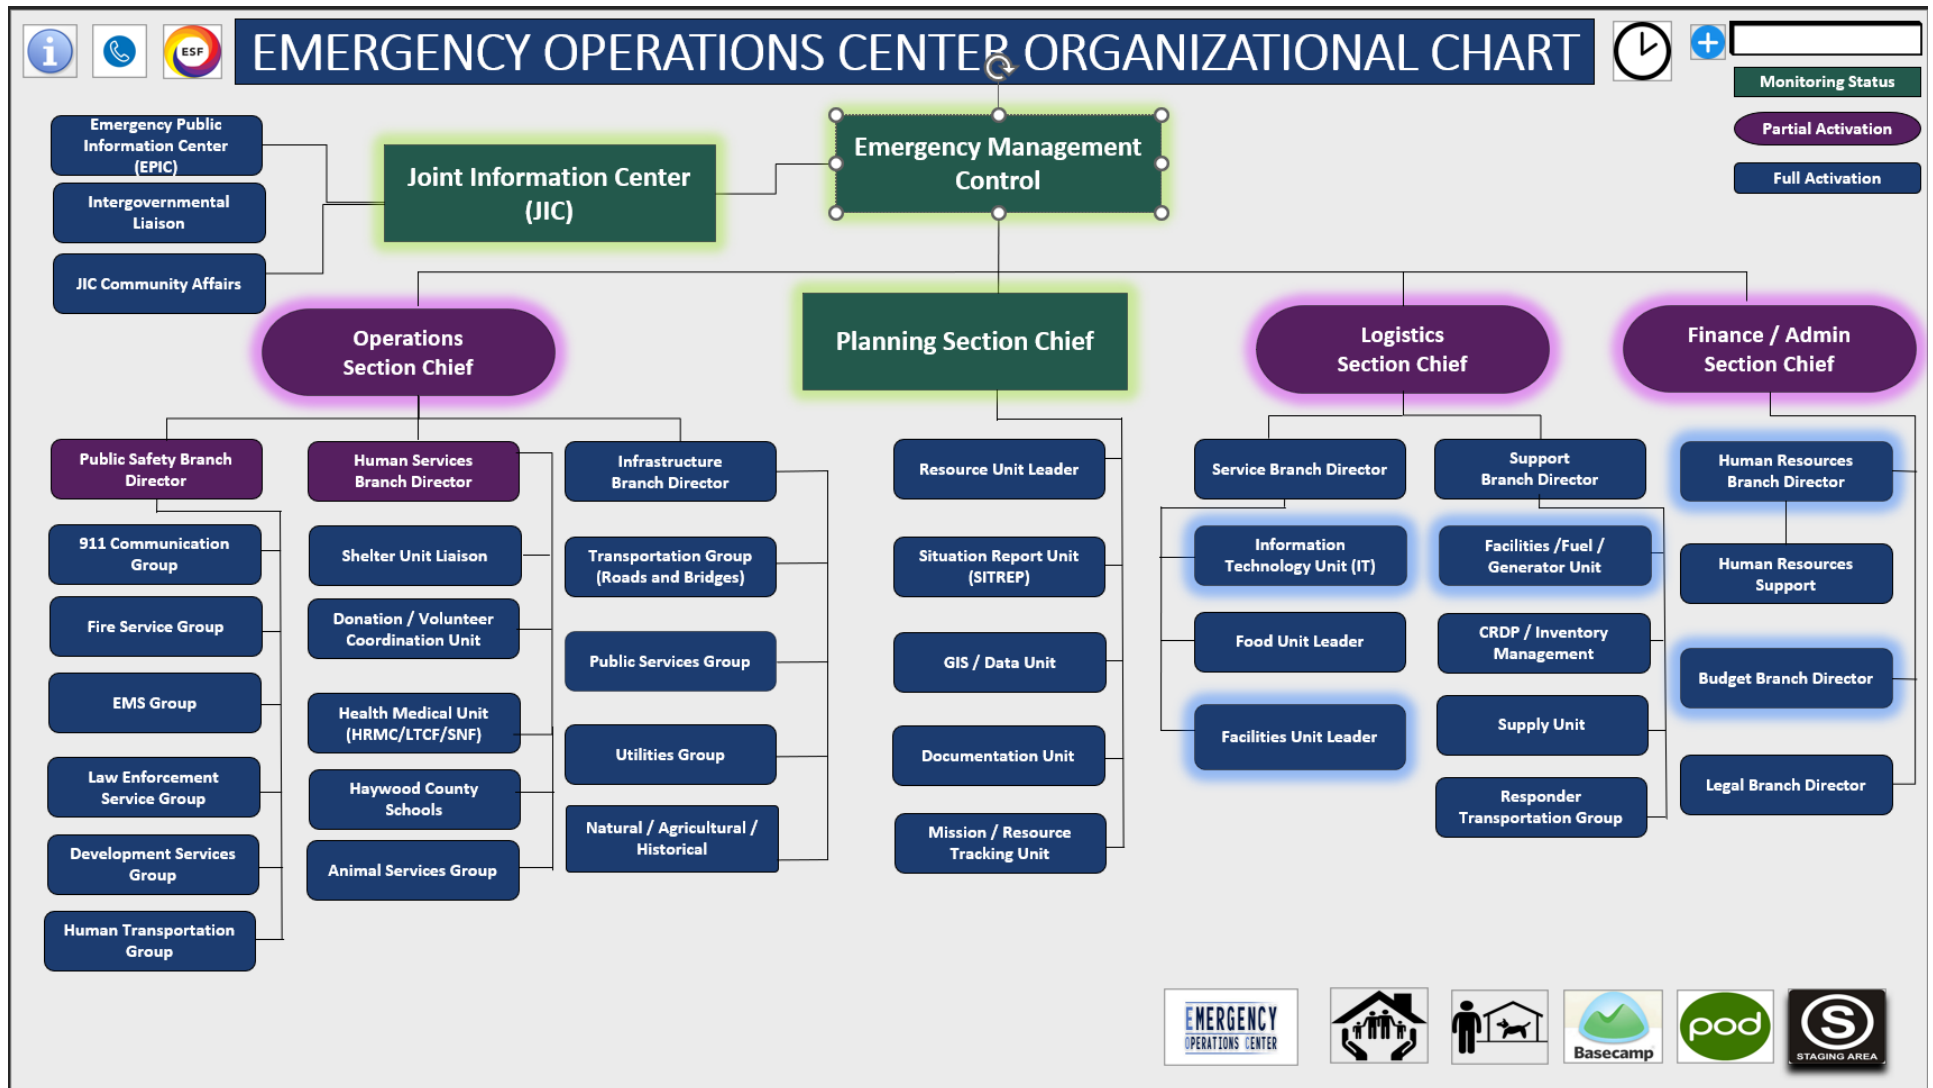 ESF
EMERGENCY OPERATIONS CENTER ORGANIZATIONAL CHART
Monitoring Status
Partial Activation
Full Activation
Emergency Public
Information Center
(EPIC)
Intergovernmental
Liaison
JIC Community Affairs
Joint Information Center
(JIC)
Emergency Management
Control
Operations
Section Chief
Planning Section Chief
Logistics
Section Chief
Finance / Admin
Section Chief
Public Safety Branch
Director
911 Communication
Group
Fire Service Group
EMS Group
Law Enforcement
Service Group
Development Services
Group
Human Transportation
Group
Human Services
Branch Director
Shelter Unit Liaison
Donation / Volunteer
Coordination Unit
Health Medical Unit
(HRMC/LTCF/SNF)
Haywood County
Schools
Animal Services Group
Infrastructure
Branch Director
Transportation Group
(Roads and Bridges)
Public Services Group
Utilities Group
Natural / Agricultural /
Historical
Resource Unit Leader
Situation Report Unit
(SITREP)
GIS / Data Unit
Documentation Unit
Mission / Resource
Tracking Unit
Service Branch Director
Information
Technology Unit (IT)
Food Unit Leader
Facilities Unit Leader
Support
Branch Director
Facilities /Fuel /
Generator Unit
CRDP / Inventory
Management
Supply Unit
Responder
Transportation Group
Human Resources
Branch Director
Human Resources
Support
Budget Branch Director
Legal Branch Director
EMERGENCY
OPERATIONS CENTER
Basecamp
pod
S
STAGING AREA